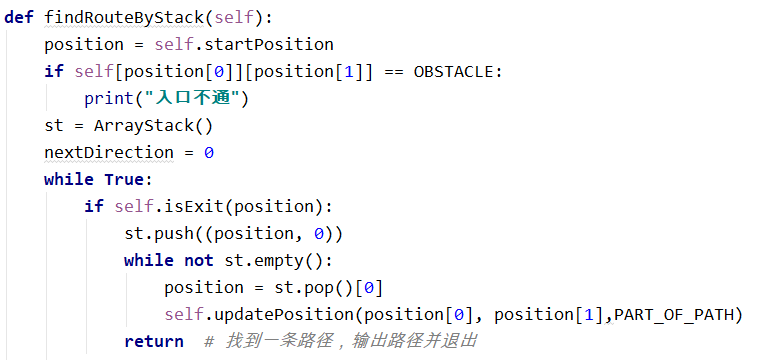 def findRouteByStack(self):
    position = self.startPosition
    if self[position[0]][position[1]] == OBSTACLE:
        print("入口不通")
    st = ArrayStack()
    nextDirection = 0
    while True:
        if self.isExit(position):
            st.push((position, 0))
            while not st.empty():
                position = st.pop()[0]
                self.updatePosition(position[0], position[1],PART_OF_PATH)
            return  # 找到一条路径，输出路径并退出